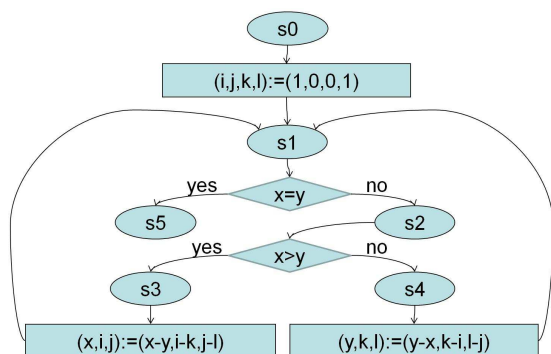 s0
(i,j,k,l):=(1,0,0,1)
s1
yes
x=y
no
s5
s2
yes
x>y
no
s3
s4
(x,i,j):=(x-y,i-k,j-l)
(y,k,l):=(y-x,k-i,l-j)